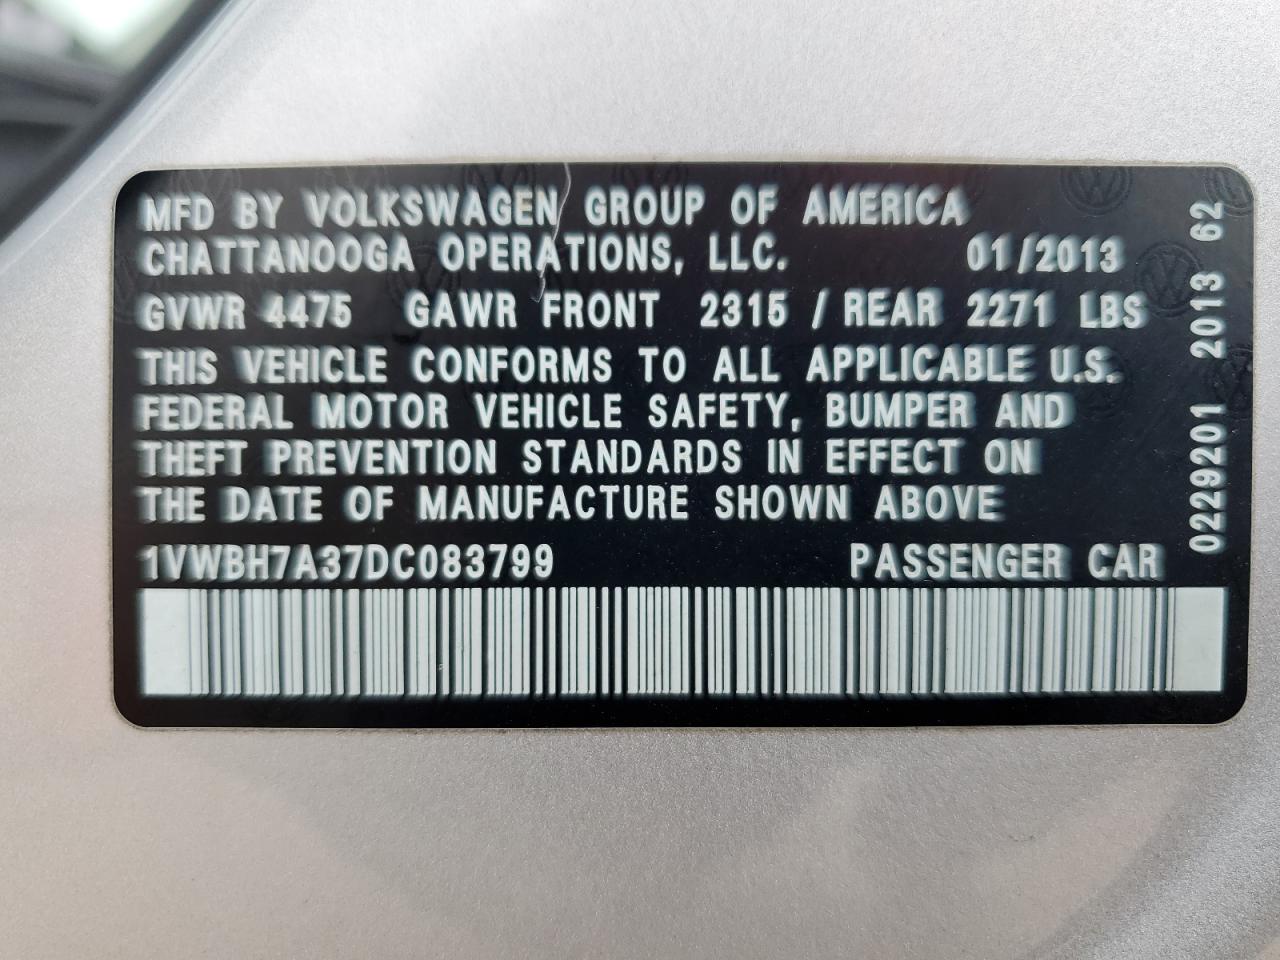 MFD BY VOLKSWAGEN GROUP OF AMERICA
CHATTANOOGA OPERATIONS, LLC. 01/2013
GVWR 4475 GAWR FRONT 2315 / REAR 2271 LBS
THIS VEHICLE CONFORMS TO ALL APPLICABLE U.S.
FEDERAL MOTOR VEHICLE SAFETY, BUMPER AND
THEFT PREVENTION STANDARDS IN EFFECT ON
THE DATE OF MANUFACTURE SHOWN ABOVE
1VWBH7A37DC083799 PASSENGER CAR
0229201 2013 62